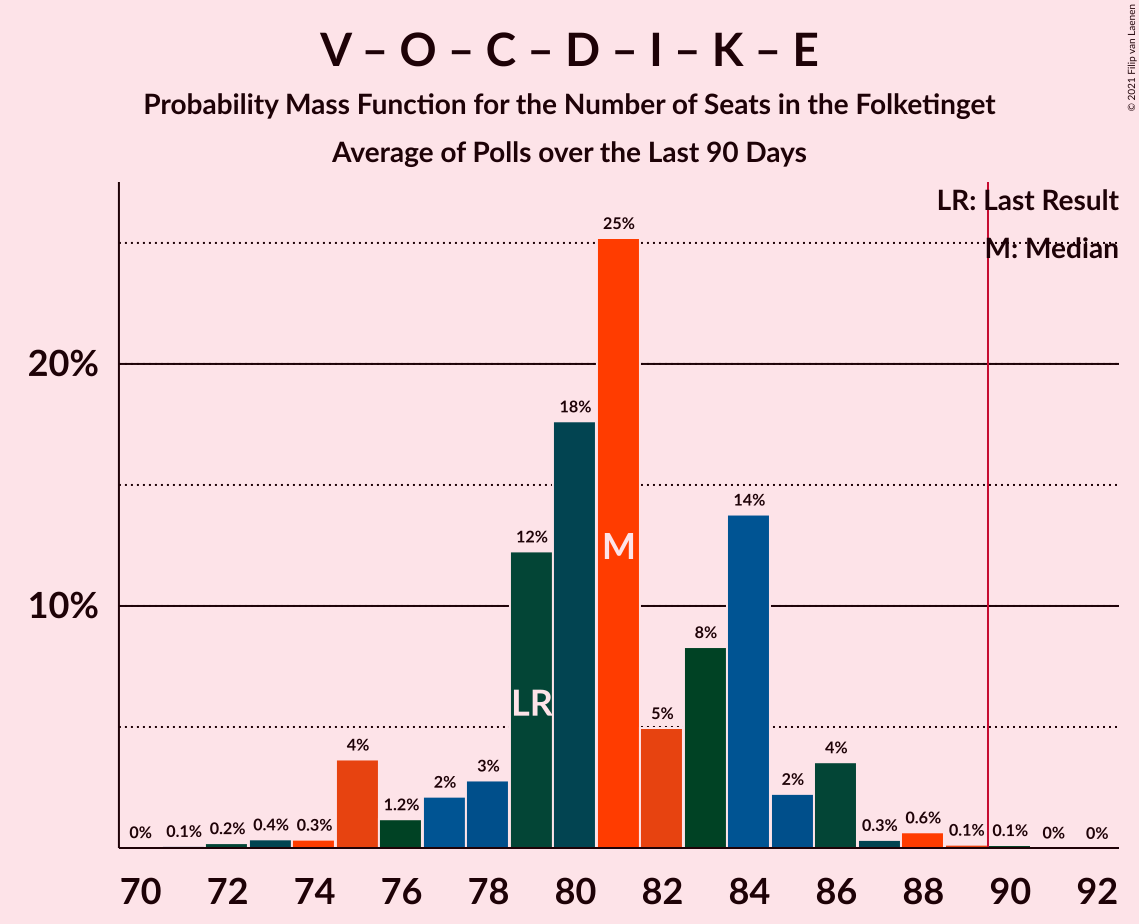 V – O – C – D – I – K – E
Probability Mass Function for the Number of Seats in the Folketinget
Average of Polls over the Last 90 Days
© 2021 Filip van Laenen
LR: Last Result
M: Median
20%
10%
0% 0.1% 0.2% 0.4% 0.3% 4% 1.2% 2% 3% 12% 18% 25% 5% 8% 14% 2% 4% 0.3% 0.6% 0.1% 0.1% 0% 0%
M
LR
70 72 74 76 78 80 82 84 86 88 90 92